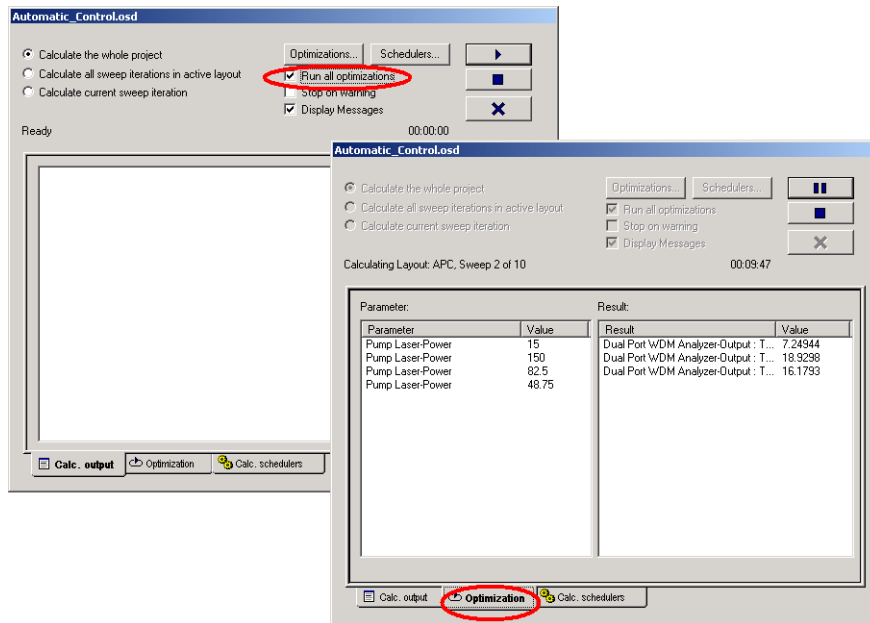 Automatic_Control.osd
Calculate the whole project
Optimizations... Schedulers...
Calculate all sweep iterations in active layout
Run all optimizations
Calculate current sweep iteration
Stop on warning
Display Messages
Ready 00:00:00
Calc. output Optimization Calc. schedulers
Automatic_Control.osd
Calculate the whole project
Optimizations... Schedulers...
Calculate all sweep iterations in active layout
Run all optimizations
Calculate current sweep iteration
Stop on warning
Display Messages
Calculating Layout: APC, Sweep 2 of 10 00:09:47
Parameter: Result:
Parameter Value Result Value
Pump Laser-Power 15 Dual Port WDM Analyzer-Output : T... 7.24944
Pump Laser-Power 150 Dual Port WDM Analyzer-Output : T... 18.9298
Pump Laser-Power 82.5 Dual Port WDM Analyzer-Output : T... 16.1793
Pump Laser-Power 48.75
Calc. output Optimization Calc. schedulers